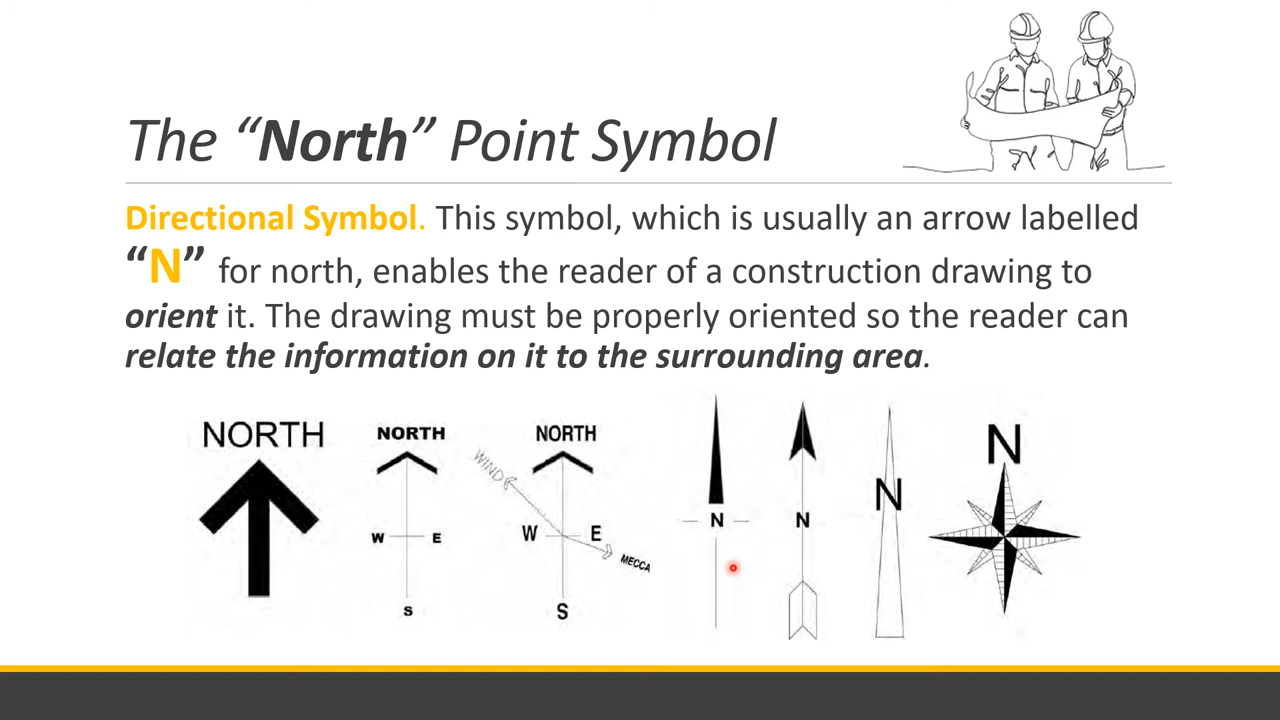 The “North” Point Symbol
Directional Symbol. This symbol, which is usually an arrow labelled
“N” for north, enables the reader of a construction drawing to
orient it. The drawing must be properly oriented so the reader can
relate the information on it to the surrounding area.
NORTH
NORTH
W E
S
NORTH
WIND
W E
MECCA
S
N
N
N
N